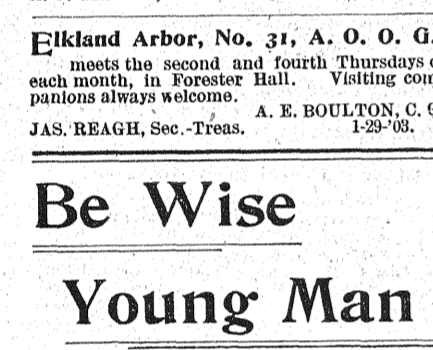 Elkland Arbor, No. 31, A. O. O. G.
meets the second and fourth Thursdays
each month, in Forester Hall. Visiting
panions always welcome.
A. E. BOULTON, C.
JAS. REAGH, Sec.-Treas. 1-29-'03.
Be Wise
Young Man